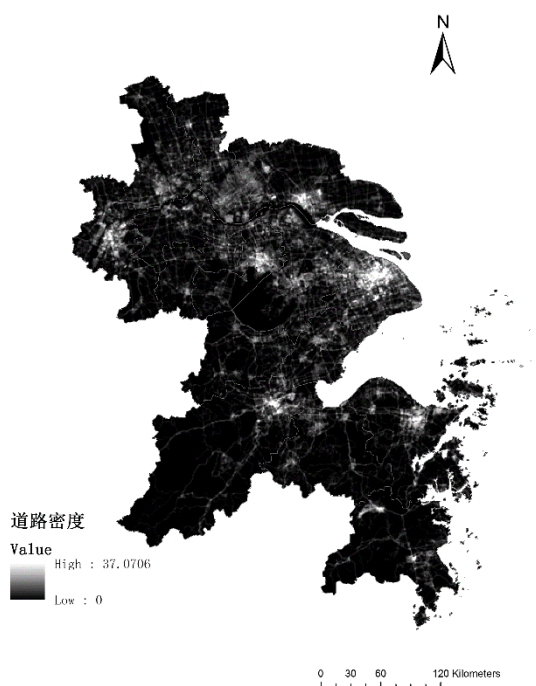 N
道路密度
Value
High : 37.0706
Low : 0
0 30 60 120 Kilometers